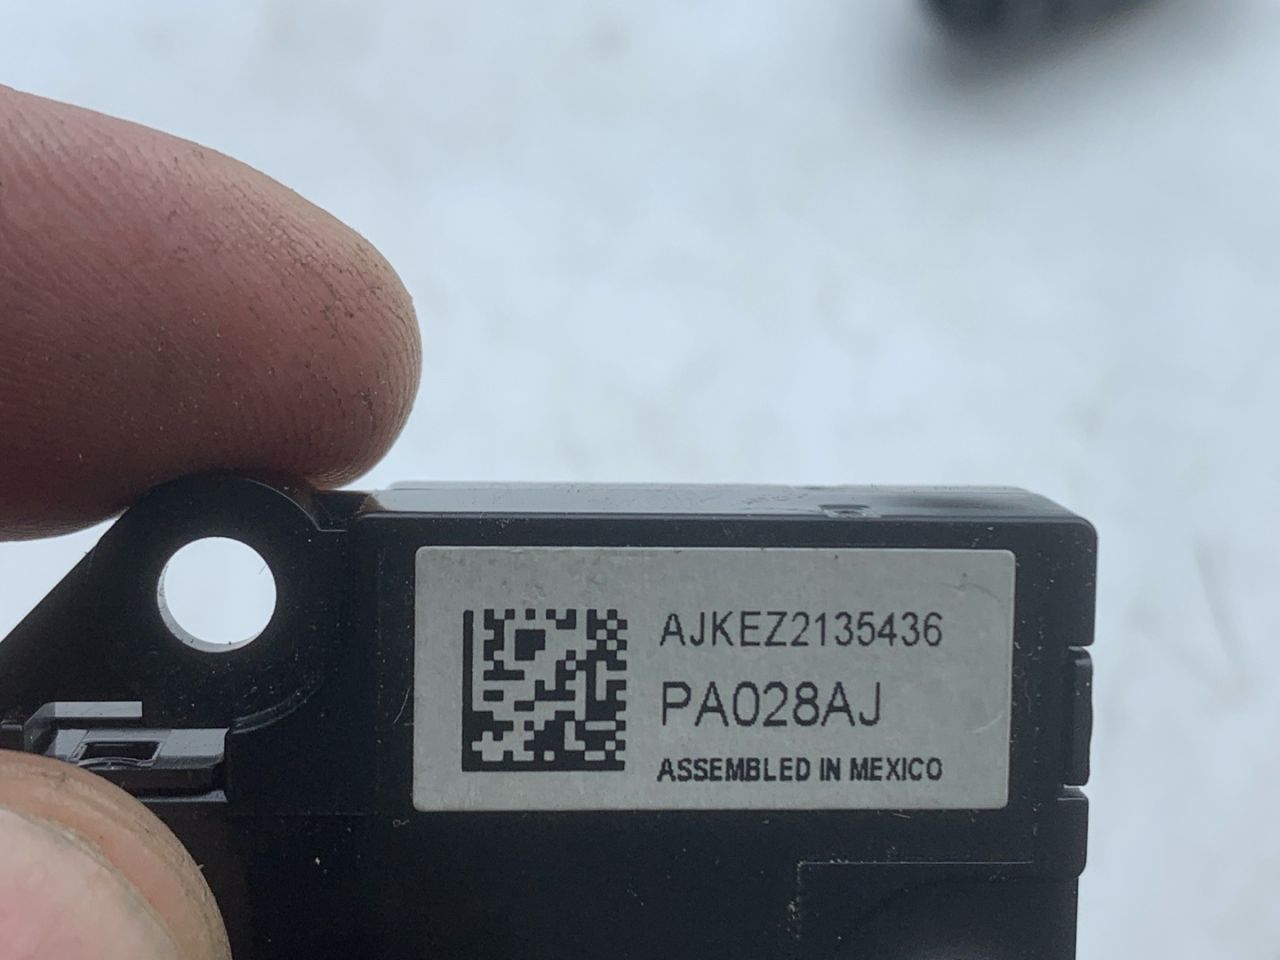 AJKEZ2135436
PA028AJ
ASSEMBLED IN MEXICO